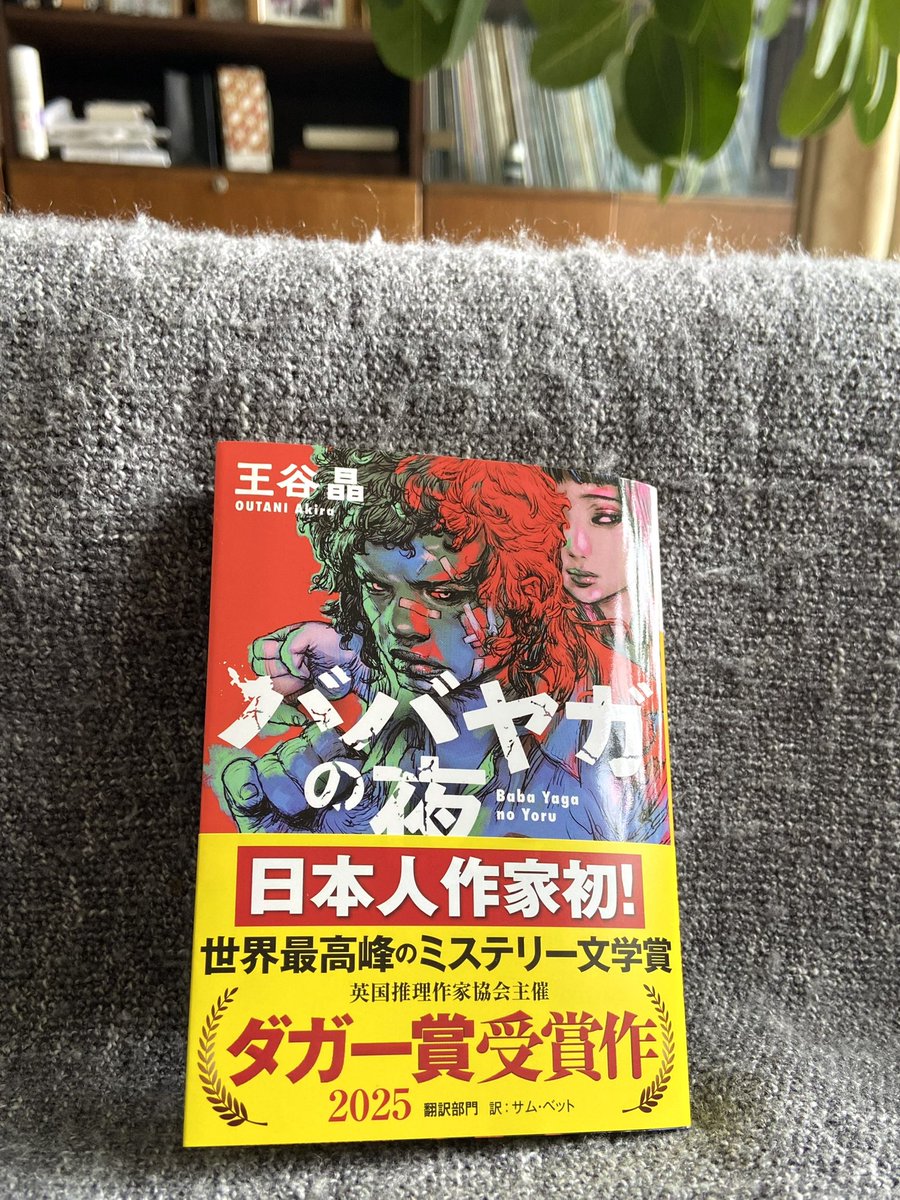 王谷晶
OUTANI Akira
ババヤガ
の夜
Baba Yaga
no Yoru
日本人作家初!
世界最高峰のミステリー文学賞
英国推理作家協会主催
ダガー賞受賞作
2025 翻訳部門 訳:サム・ベット